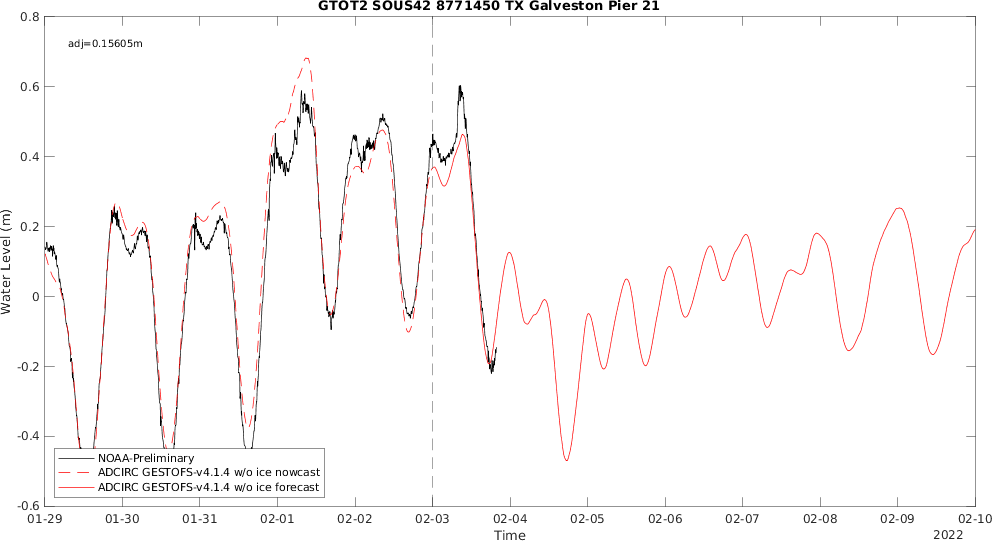 GTOT2 SOUS42 8771450 TX Galveston Pier 21
adj=0.15605m
0.8
0.6
0.4
0.2
0
-0.2
-0.4
-0.6
Water Level (m)
NOAA-Preliminary
ADCIRC GESTOFS-v4.1.4 w/o ice nowcast
ADCIRC GESTOFS-v4.1.4 w/o ice forecast
01-29 01-30 01-31 02-01 02-02 02-03 02-04 02-05 02-06 02-07 02-08 02-09 02-10
Time
2022